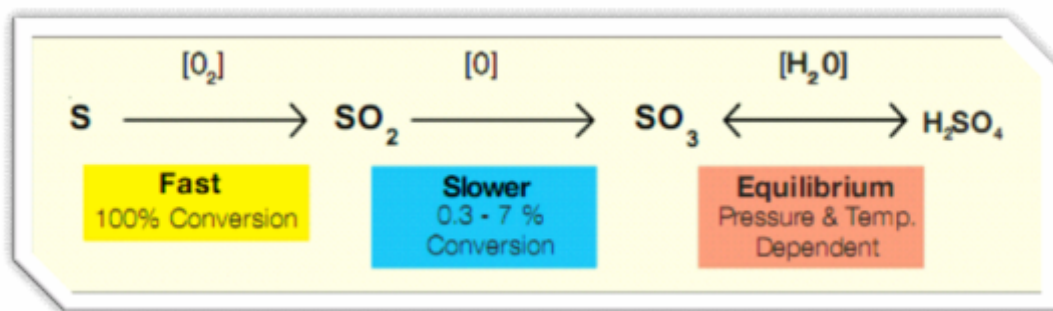 [O₂] [O] [H₂O]
S SO₂ SO₃ H₂SO₄
Fast
100% Conversion
Slower
0.3 - 7 %
Conversion
Equilibrium
Pressure & Temp.
Dependent